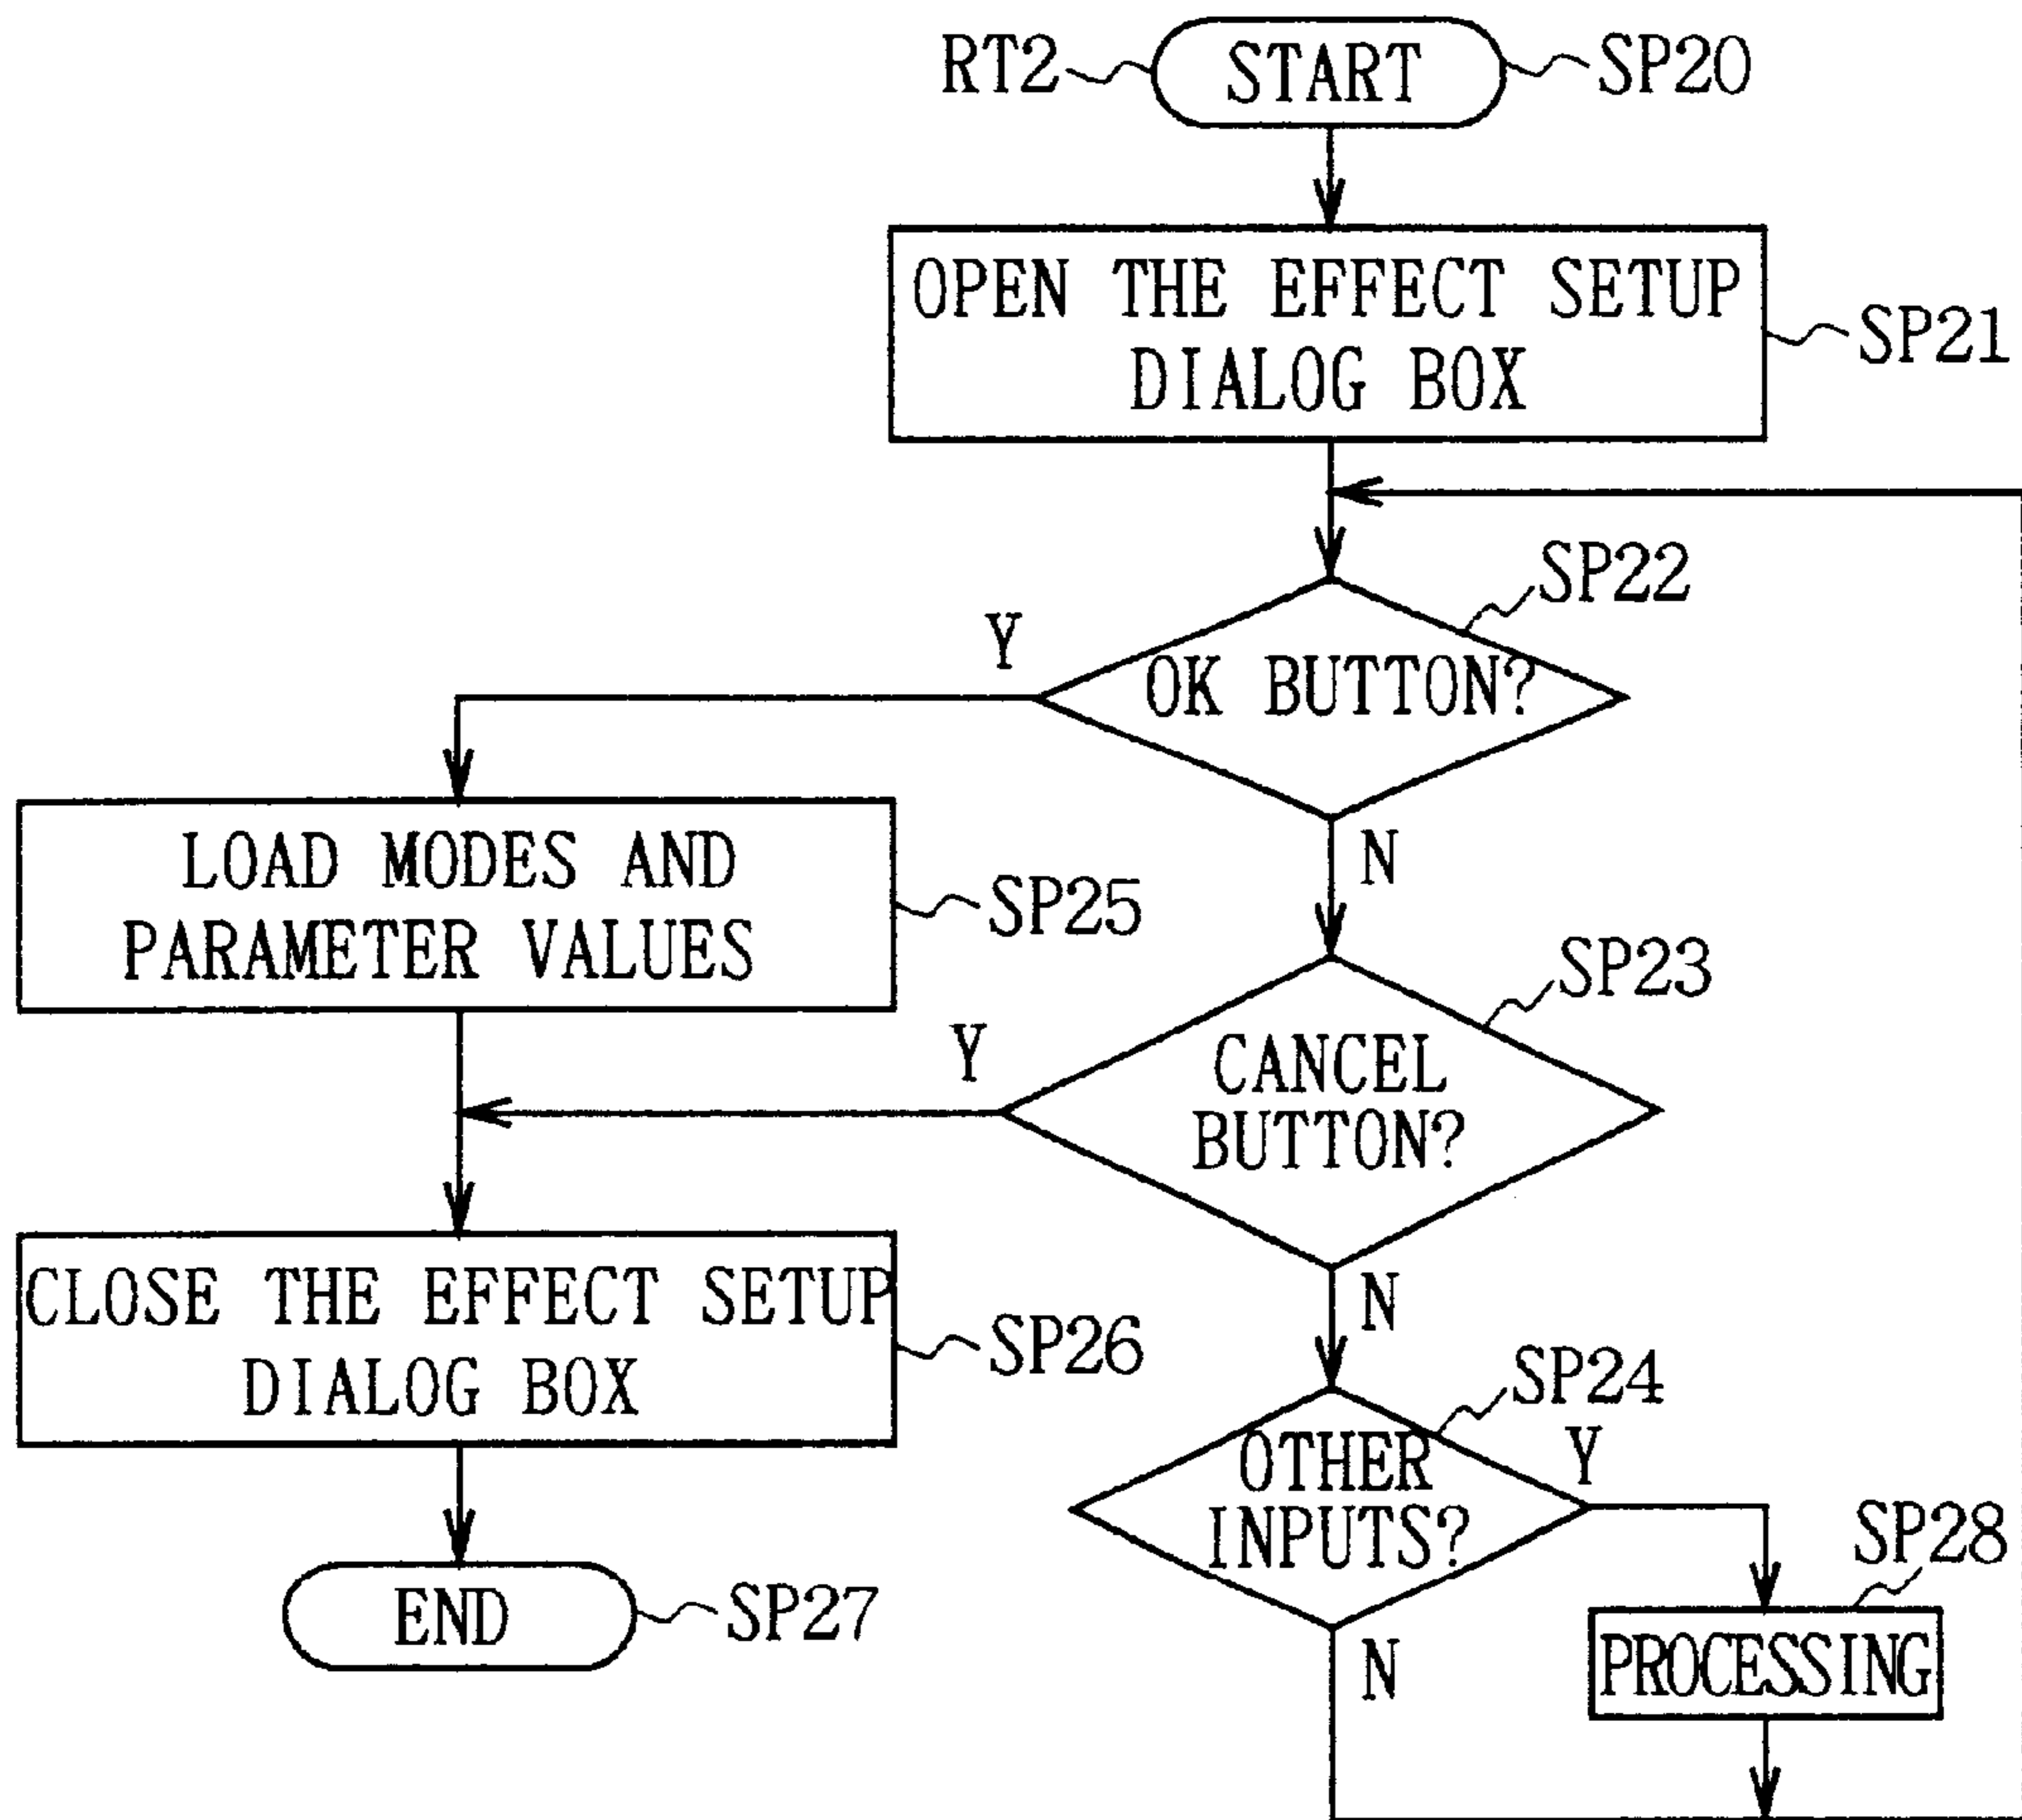 RT2
START
SP20
OPEN THE EFFECT SETUP
DIALOG BOX
SP21
SP22
Y
OK BUTTON?
N
LOAD MODES AND
PARAMETER VALUES
SP25
SP23
Y
CANCEL
BUTTON?
N
CLOSE THE EFFECT SETUP
DIALOG BOX
SP26
SP24
OTHER
INPUTS?
Y
N
SP28
PROCESSING
END
SP27